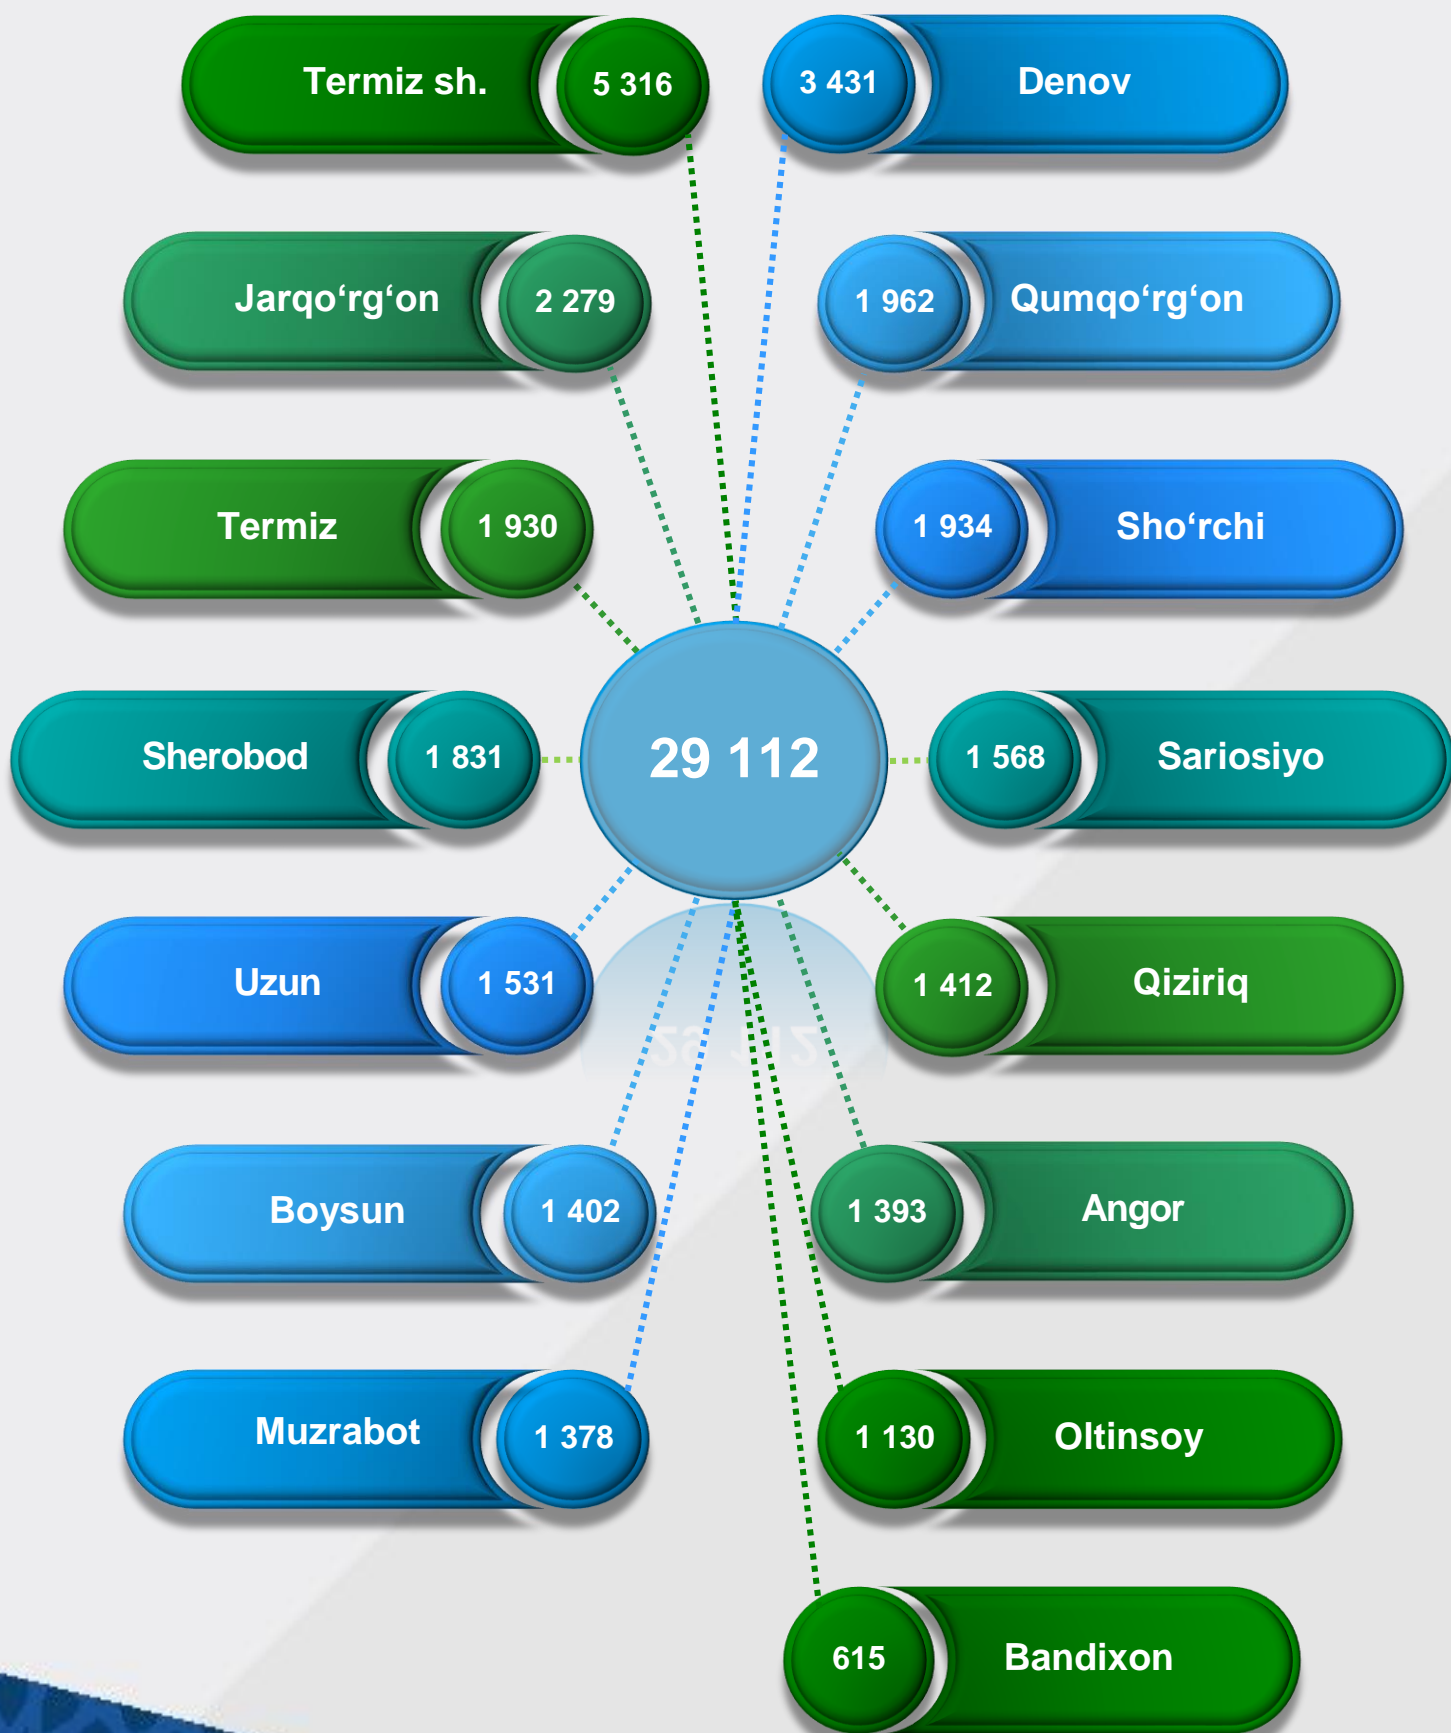 Termiz sh. 5 316
3 431 Denov
Jarqo‘rg‘on 2 279
1 962 Qumqo‘rg‘on
Termiz 1 930
1 934 Sho‘rchi
Sherobod 1 831
29 112
1 568 Sariosiyo
Uzun 1 531
1 412 Qiziriq
Boysun 1 402
1 393 Angor
Muzrabot 1 378
1 130 Oltinsoy
615 Bandixon